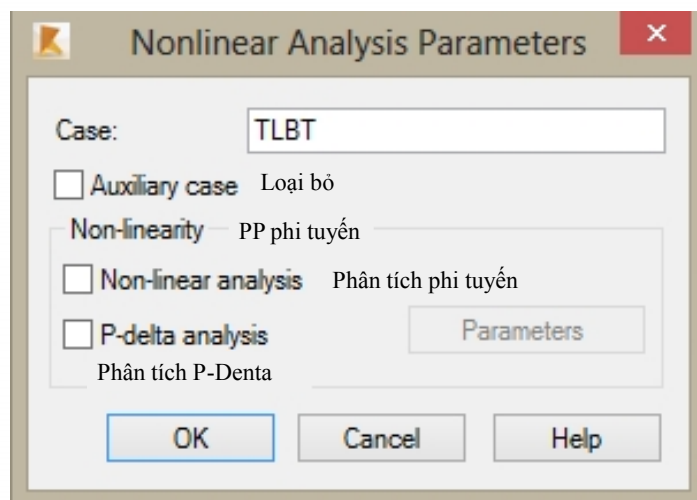 Nonlinear Analysis Parameters
Case: TLBT
Auxiliary case Loại bỏ
Non-linearity PP phi tuyến
Non-linear analysis Phân tích phi tuyến
P-delta analysis Parameters
Phân tích P-Denta
OK Cancel Help